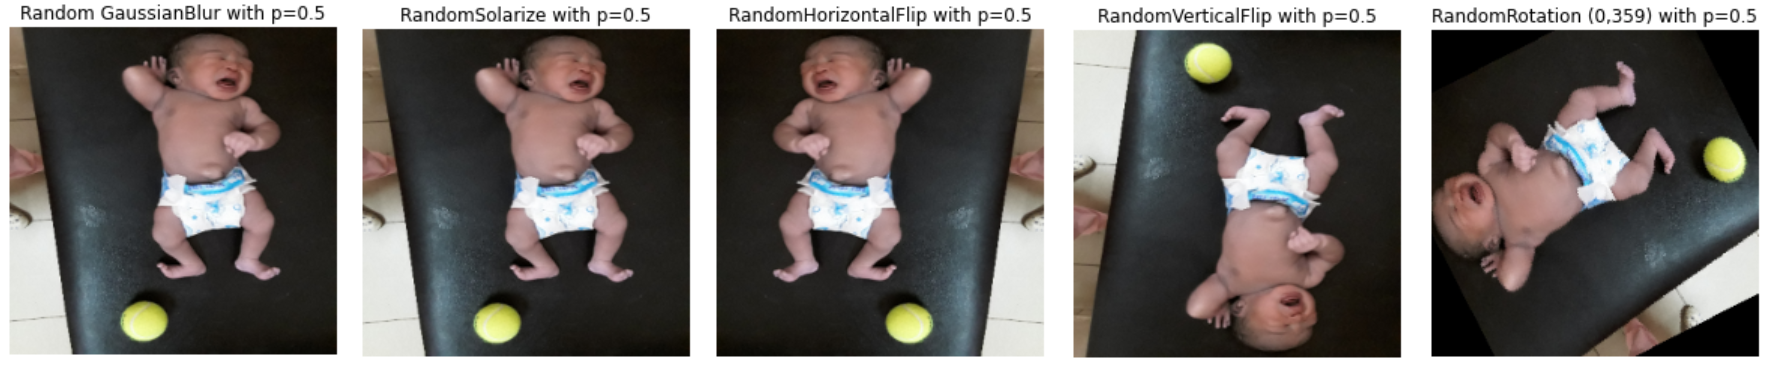 Random GaussianBlur with p=0.5
RandomSolarize with p=0.5
RandomHorizontalFlip with p=0.5
RandomVerticalFlip with p=0.5
RandomRotation (0,359) with p=0.5